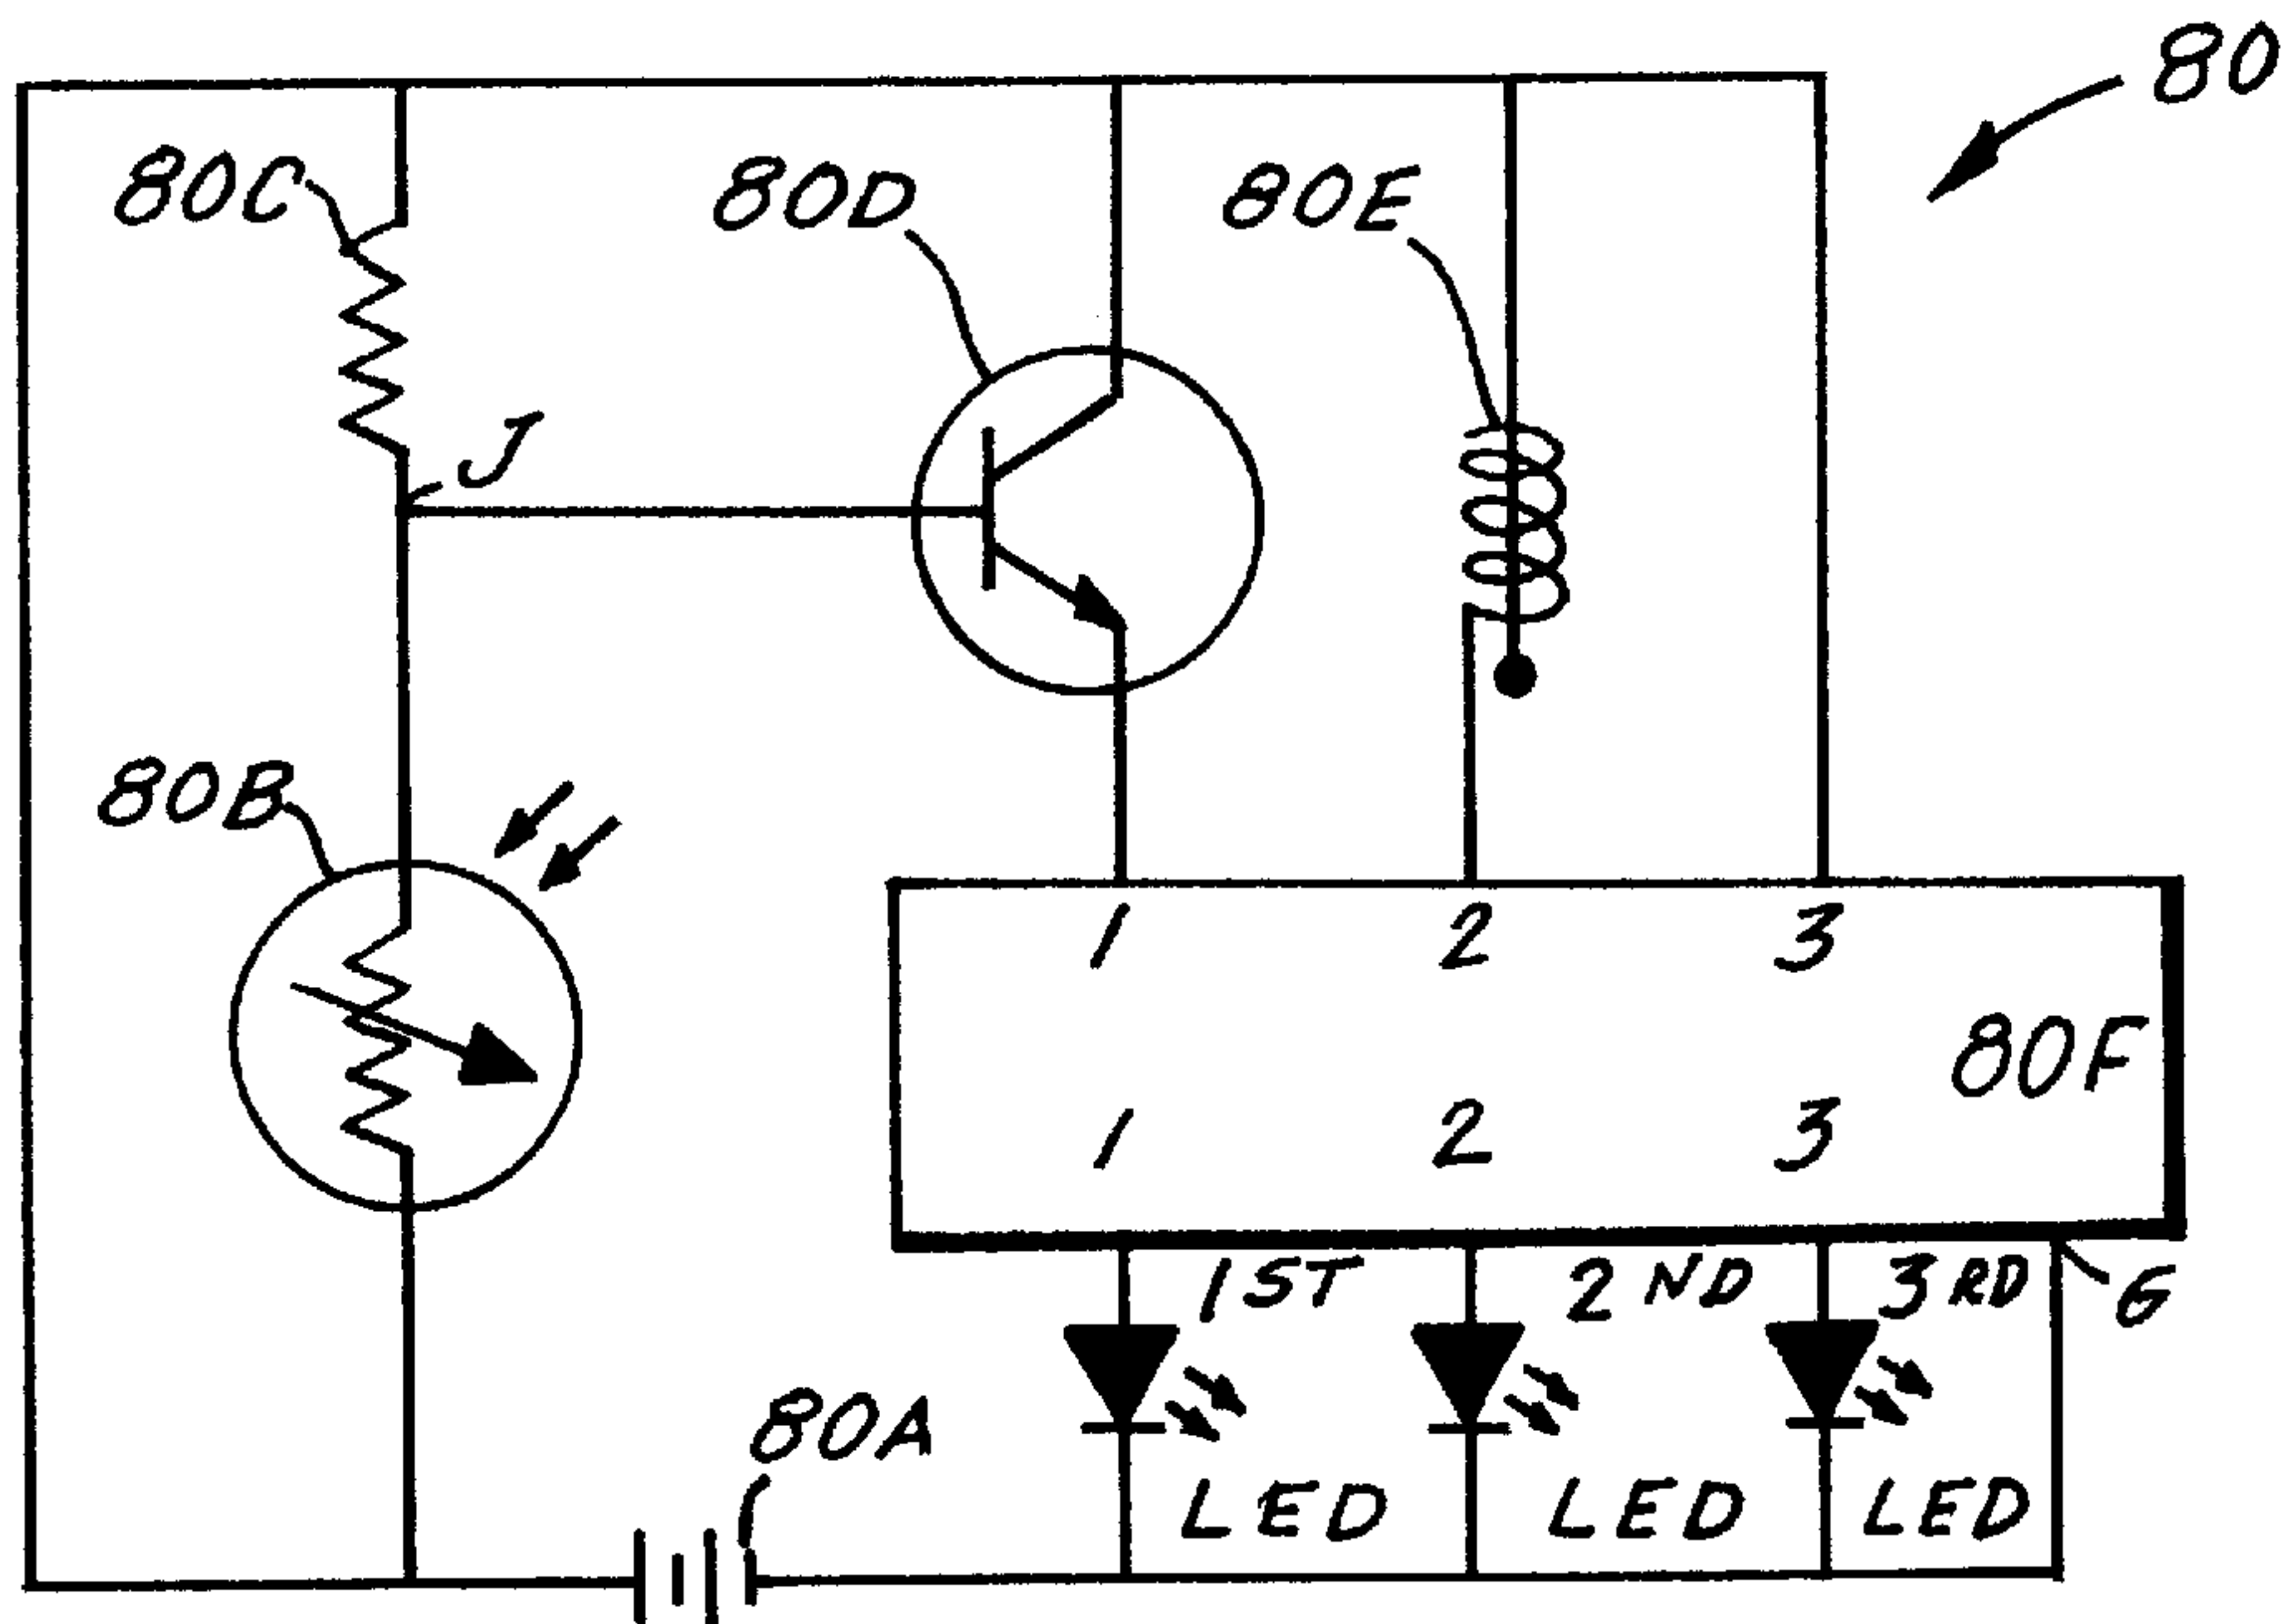 80
80C
80D
80E
J
80B
1 2 3
80F
1 2 3
1ST 2ND 3RD
G
80A
LED LED LED